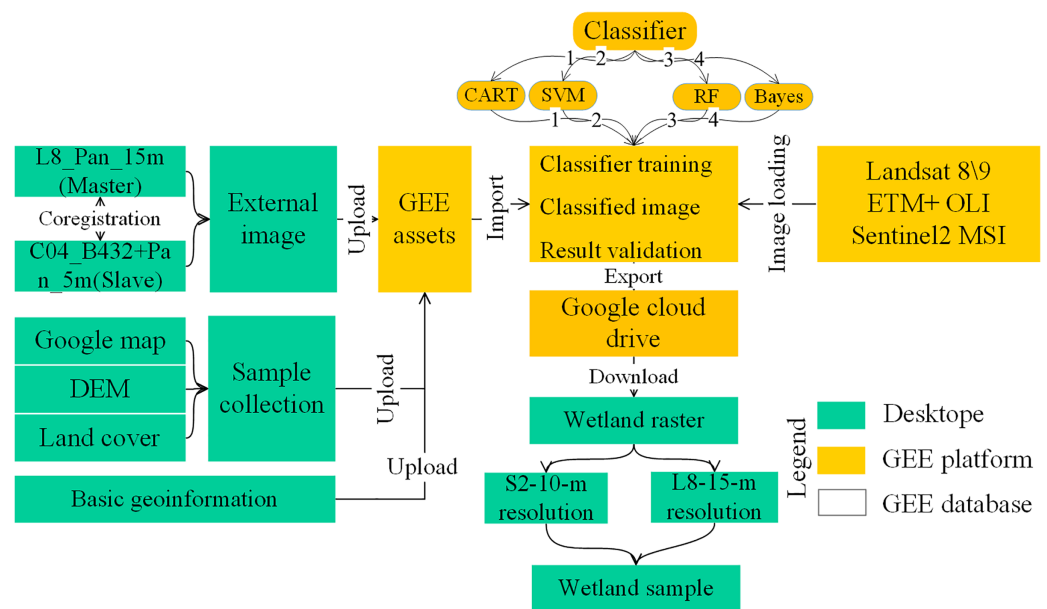 Classifier
1 2 3 4
CART SVM RF Bayes
1 2 3 4
L8_Pan_15m
(Master)
Coregistration
C04_B432+Pa
n_5m(Slave)
External
image
Upload
GEE
assets
Import
Classifier training
Classified image
Result validation
Image loading
Landsat 8\9
ETM+ OLI
Sentinel2 MSI
Export
Google cloud
drive
Google map
DEM
Land cover
Sample
collection
Upload
Basic geoinformation
Upload
Download
Wetland raster
S2-10-m
resolution
L8-15-m
resolution
Wetland sample
Legend
Desktope
GEE platform
GEE database